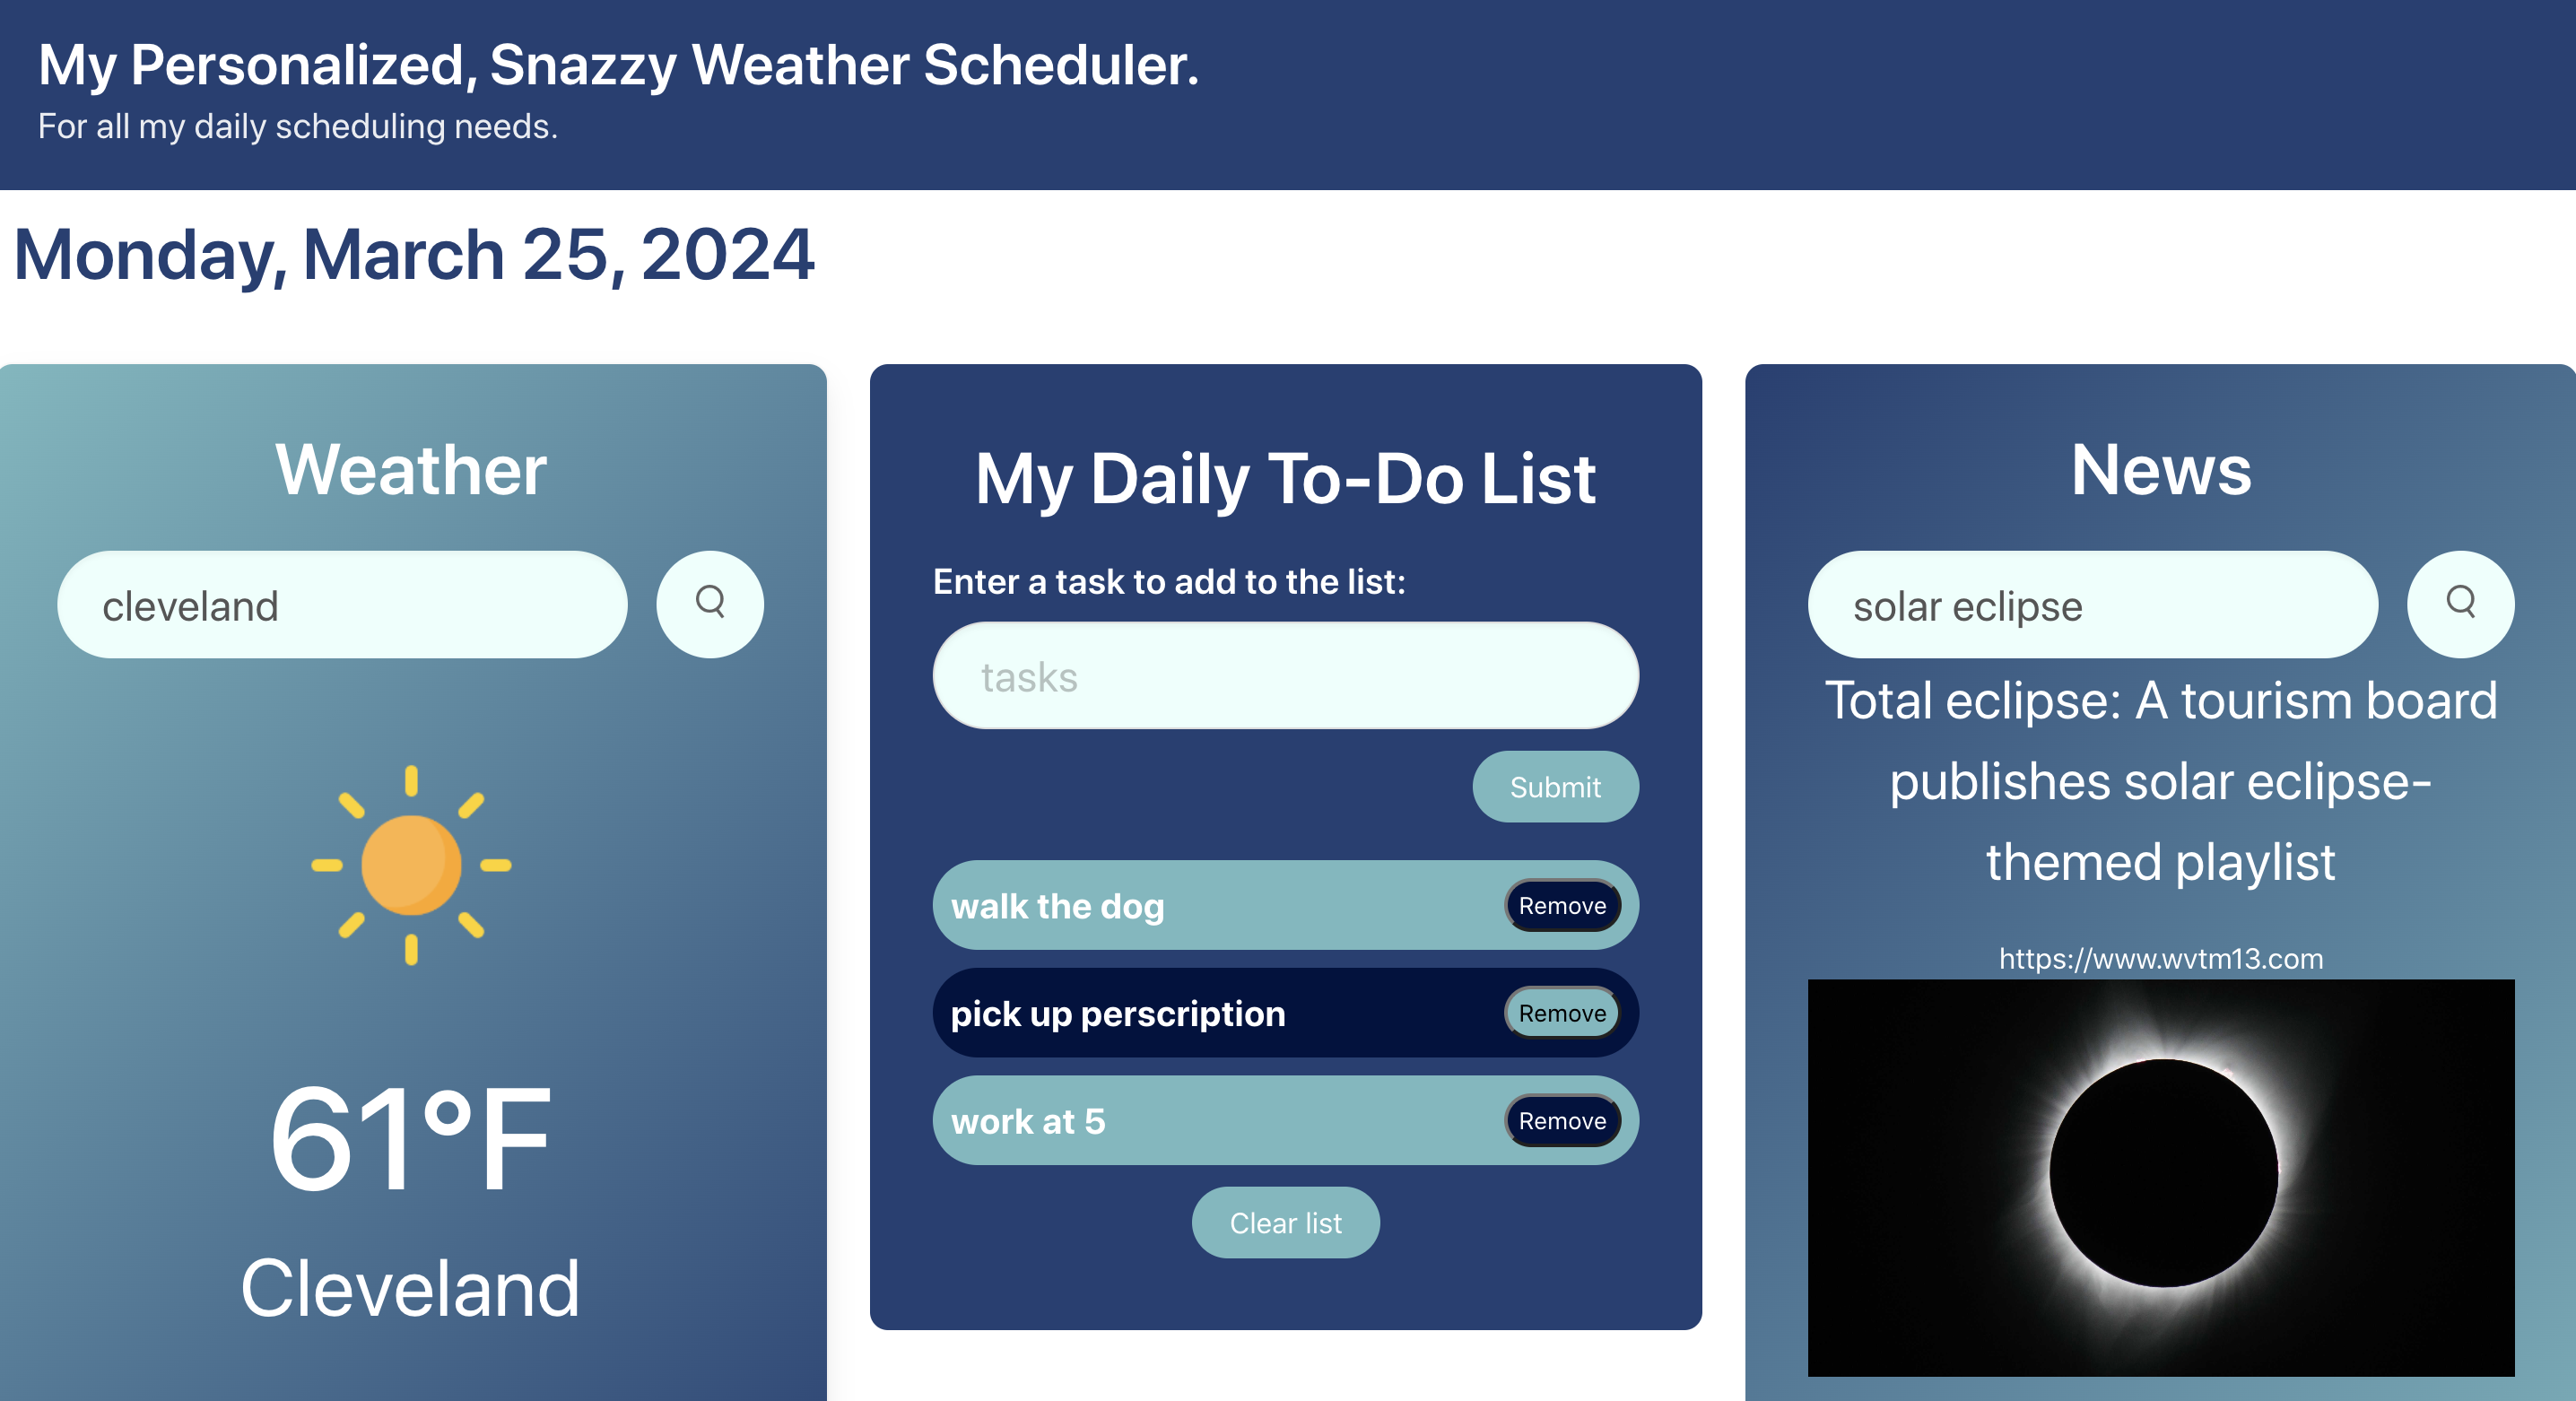 My Personalized, Snazzy Weather Scheduler.
For all my daily scheduling needs.
Monday, March 25, 2024
Weather
cleveland
61°F
Cleveland
My Daily To-Do List
Enter a task to add to the list:
tasks
Submit
walk the dog
Remove
pick up perscription
Remove
work at 5
Remove
Clear list
News
solar eclipse
Total eclipse: A tourism board
publishes solar eclipse-
themed playlist
https://www.wvtm13.com